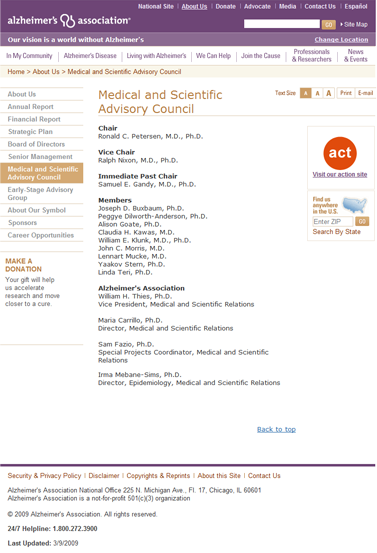 National Site | About Us | Donate | Advocate | Media | Contact Us | Español
alzheimer's association®
GO
Site Map
Our vision is a world without Alzheimer's
Change Location
In My Community | Alzheimer's Disease | Living with Alzheimer's | We Can Help | Join the Cause | Professionals & Researchers | News & Events
Home > About Us > Medical and Scientific Advisory Council
About Us
Annual Report
Financial Report
Strategic Plan
Board of Directors
Senior Management
Medical and Scientific
Advisory Council
Early-Stage Advisory
Group
About Our Symbol
Sponsors
Career Opportunities
MAKE A
DONATION
Your gift will help
us accelerate
research and move
closer to a cure.
Medical and Scientific
Advisory Council
Text Size A A A Print E-mail
Chair
Ronald C. Petersen, M.D., Ph.D.
Vice Chair
Ralph Nixon, M.D., Ph.D.
Immediate Past Chair
Samuel E. Gandy, M.D., Ph.D.
Members
Joseph D. Buxbaum, Ph.D.
Peggye Dilworth-Anderson, Ph.D.
Alison Goate, Ph.D.
Claudia H. Kawas, M.D.
William E. Klunk, M.D., Ph.D.
John C. Morris, M.D.
Lennart Mucke, M.D.
Yaakov Stern, Ph.D.
Linda Teri, Ph.D.
Alzheimer's Association
William H. Thies, Ph.D.
Vice President, Medical and Scientific Relations
Maria Carrillo, Ph.D.
Director, Medical and Scientific Relations
Sam Fazio, Ph.D.
Special Projects Coordinator, Medical and Scientific
Relations
Irma Mebane-Sims, Ph.D.
Director, Epidemiology, Medical and Scientific Relations
act
Visit our action site
Find us
anywhere
in the U.S.
Enter ZIP GO
Search By State
Back to top
Security & Privacy Policy | Disclaimer | Copyrights & Reprints | About this Site | Contact Us
Alzheimer's Association National Office 225 N. Michigan Ave., Fl. 17, Chicago, IL 60601
Alzheimer's Association is a not-for-profit 501(c)(3) organization
© 2009 Alzheimer's Association. All rights reserved.
24/7 Helpline: 1.800.272.3900
Last Updated: 3/9/2009